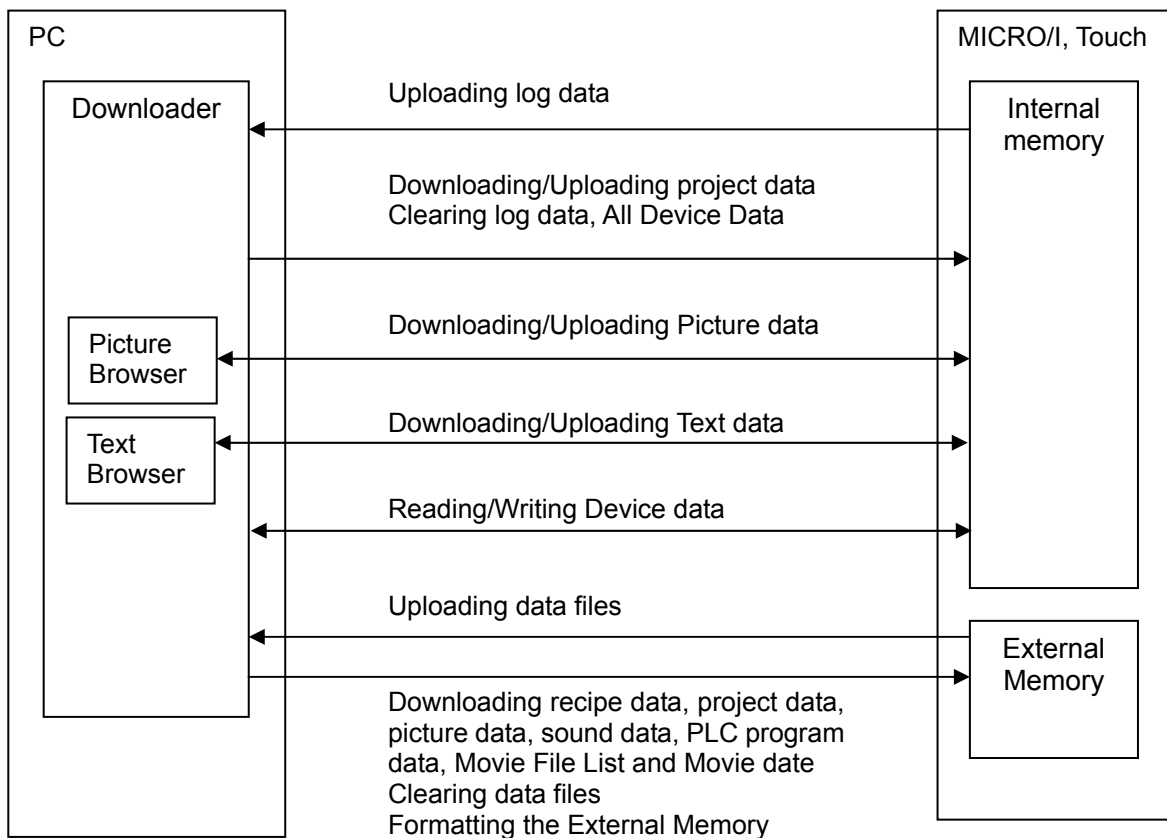 PC
MICRO/I, Touch
Downloader
Uploading log data
Internal
memory
Downloading/Uploading project data
Clearing log data, All Device Data
Picture
Browser
Downloading/Uploading Picture data
Text
Browser
Downloading/Uploading Text data
Reading/Writing Device data
Uploading data files
External
Memory
Downloading recipe data, project data,
picture data, sound data, PLC program
data, Movie File List and Movie date
Clearing data files
Formatting the External Memory